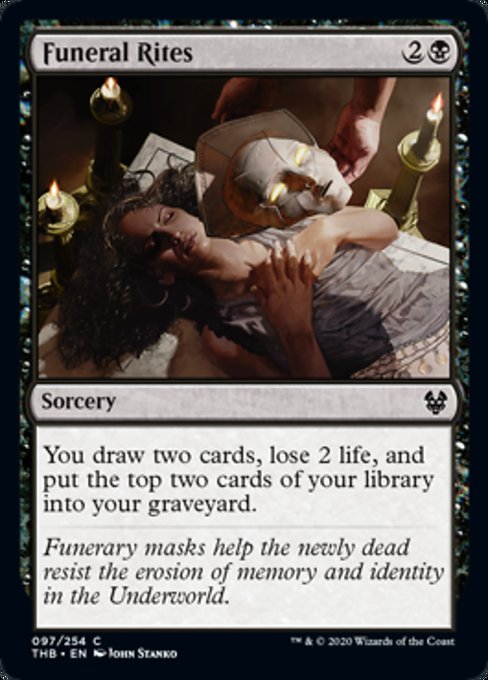 Funeral Rites 2
Sorcery
You draw two cards, lose 2 life, and
put the top two cards of your library
into your graveyard.
Funerary masks help the newly dead
resist the erosion of memory and identity
in the Underworld.
097/254 C
THB • EN John Stanko
™ & © 2020 Wizards of the Coast